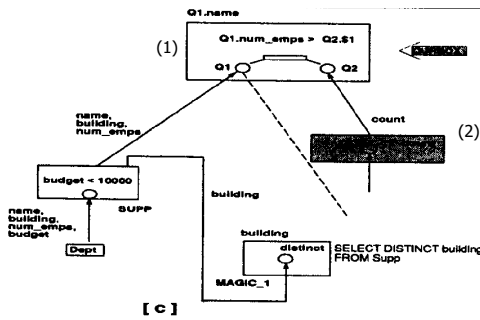 Q1.name
(1)
Q1.num_emps > Q2.$1
Q1
Q2
name,
building,
num_emps
count
(2)
budget < 10000
name,
building,
num_emps,
budget
SUPP
building
Dept
building
distinct
SELECT DISTINCT building
FROM Supp
MAGIC_1
[ C ]